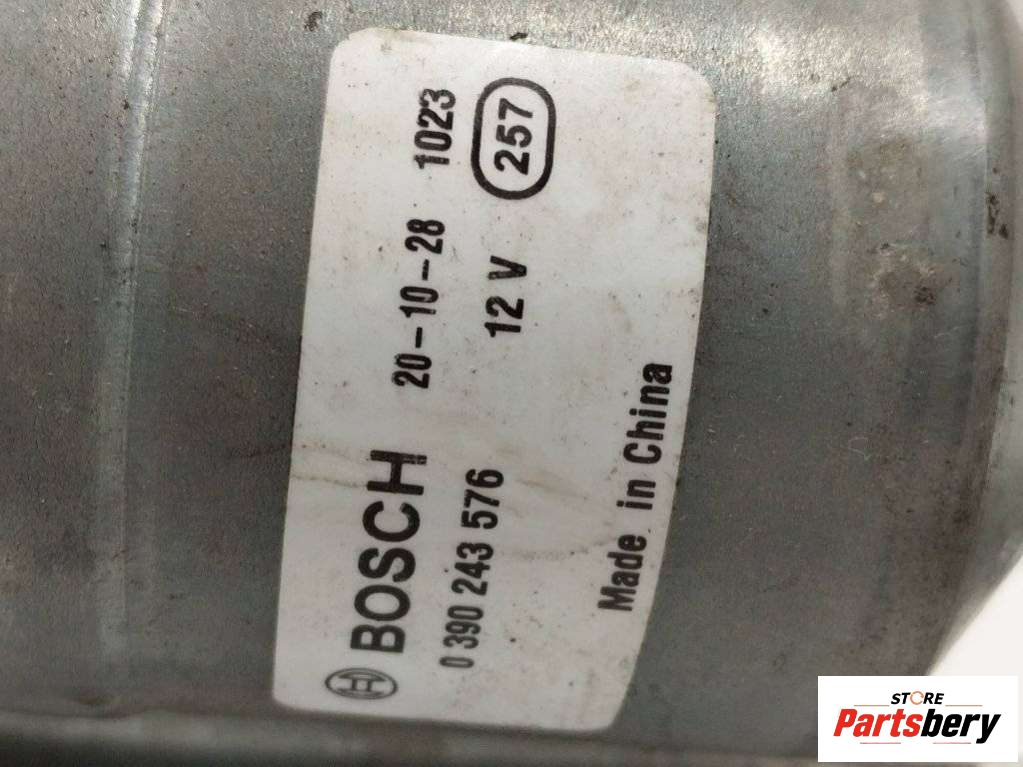 BOSCH 20-10-28 1023
0 390 243 576 12 V 257
Made in China
STORE
Partsbery